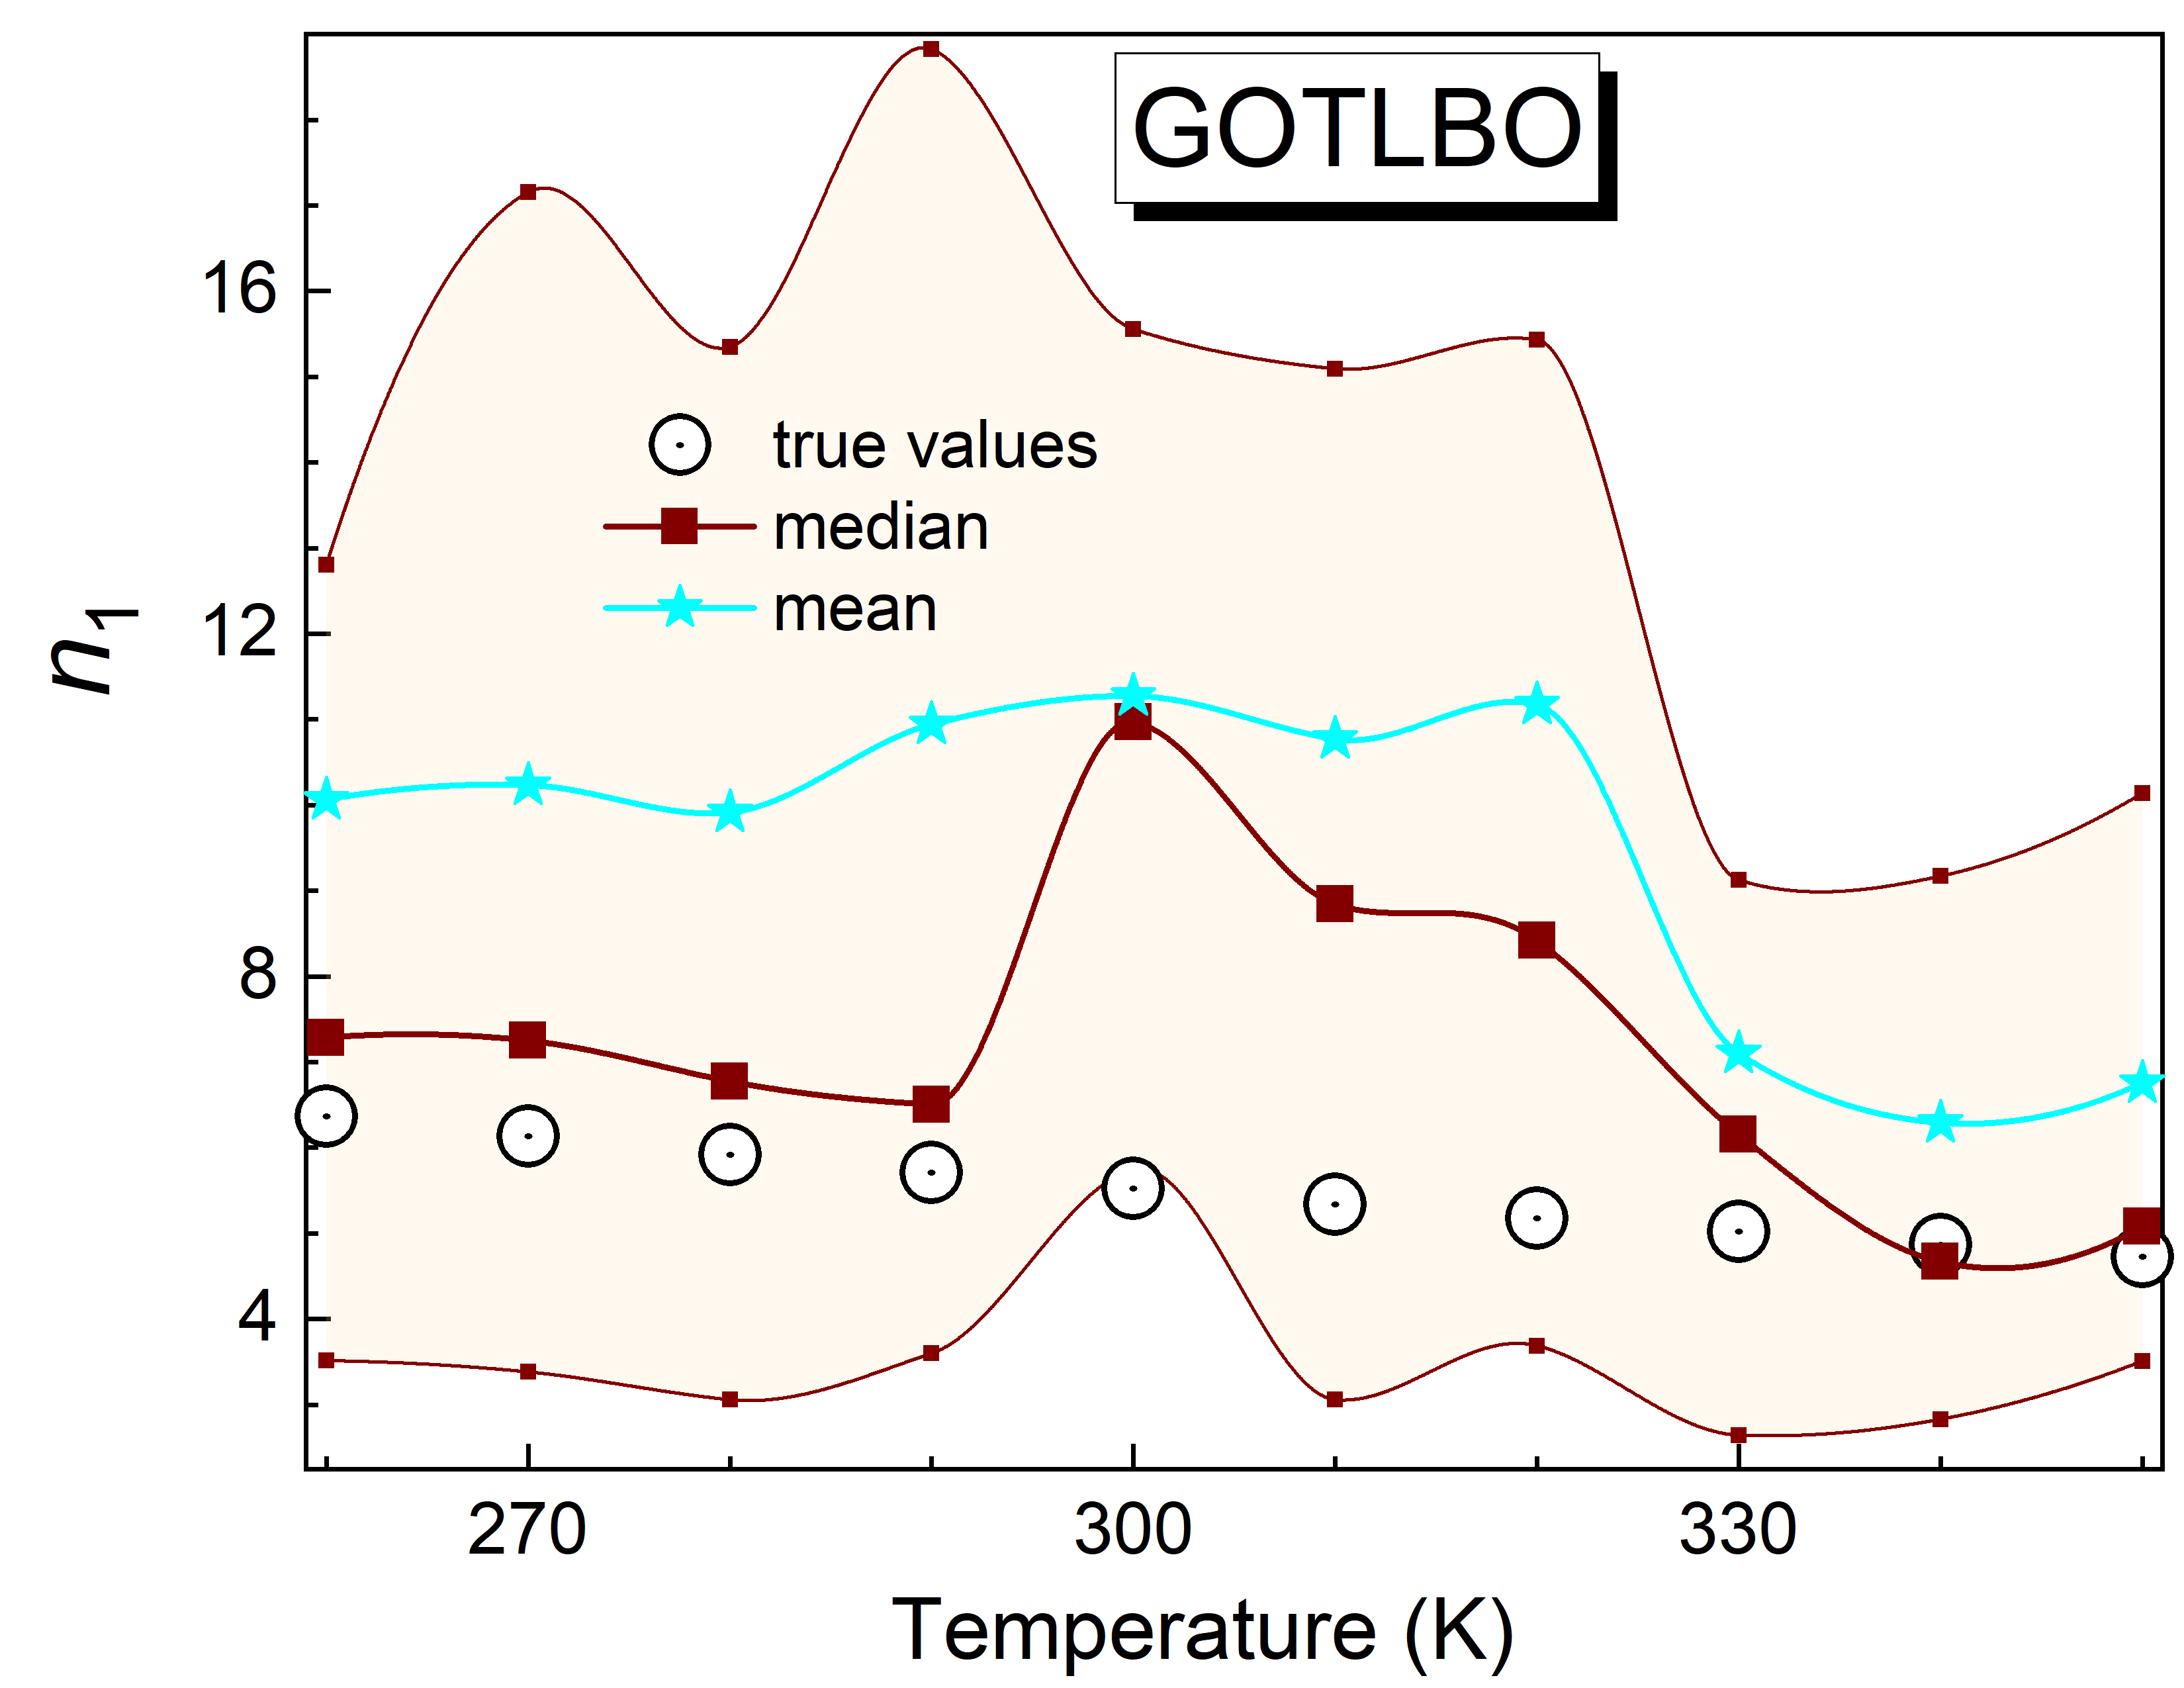 GOTLBO
16
12
8
4
n1
true values
median
mean
270
300
330
Temperature (K)